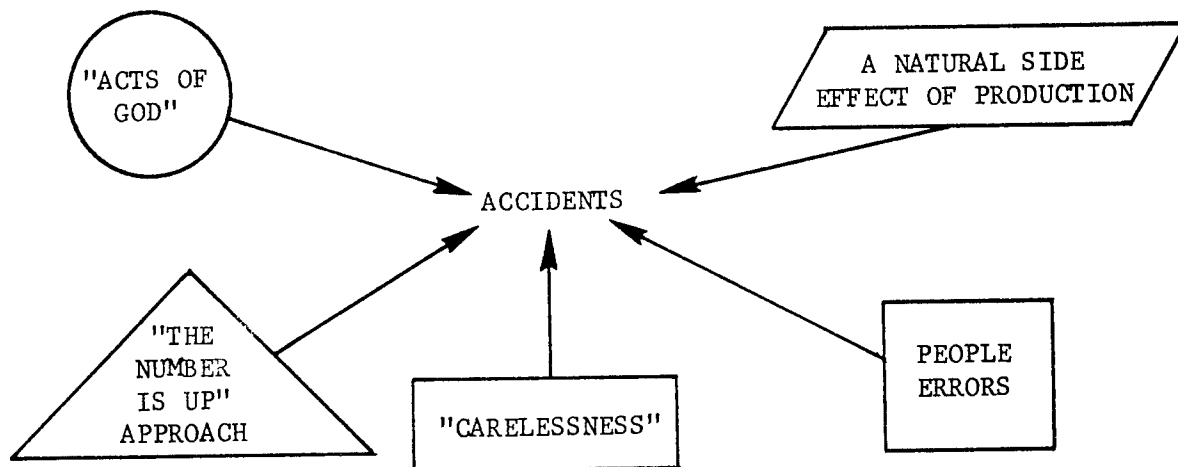 "ACTS OF
GOD"
A NATURAL SIDE
EFFECT OF PRODUCTION
ACCIDENTS
"THE
NUMBER
IS UP"
APPROACH
"CARELESSNESS"
PEOPLE
ERRORS